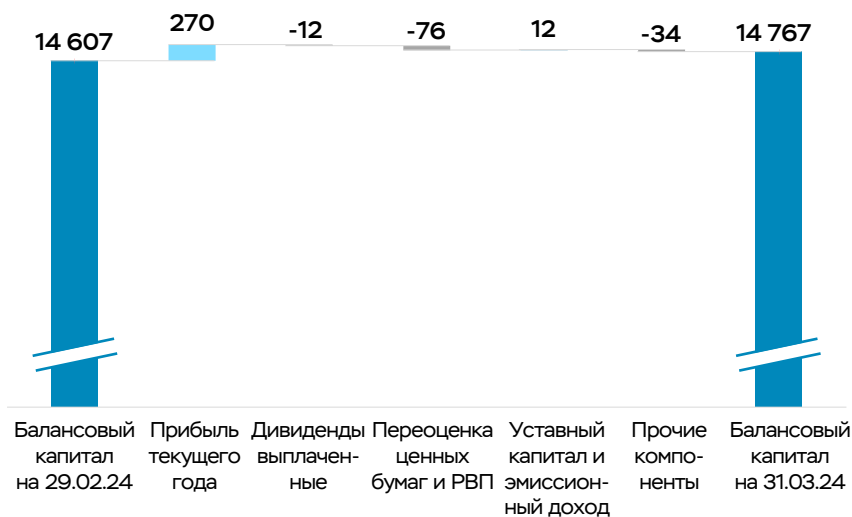 14 607
270
-12
-76
12
-34
14 767
Балансовый
капитал
на 29.02.24
Прибыль
текущего
года
Дивиденды
выплачен-
ные
Переоценка
ценных
бумаг и РВП
Уставный
капитал и
эмиссион-
ный доход
Прочие
компо-
ненты
Балансовый
капитал
на 31.03.24